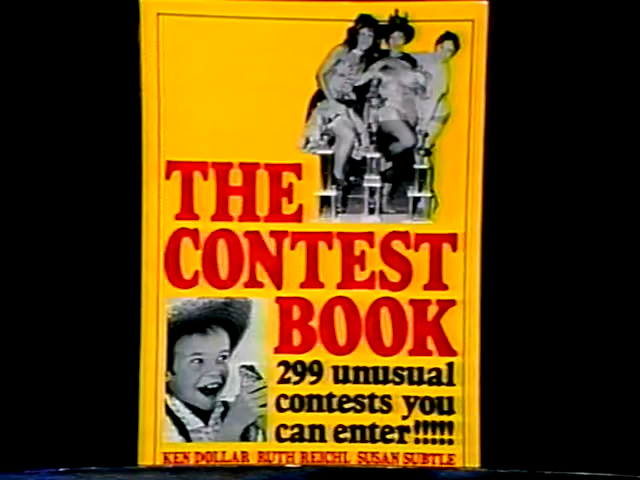 THE
CONTEST
BOOK
299 unusual
contests you
can enter!!!!!
KEN DOLLAR RUTH REICHL SUSAN SUBTLE